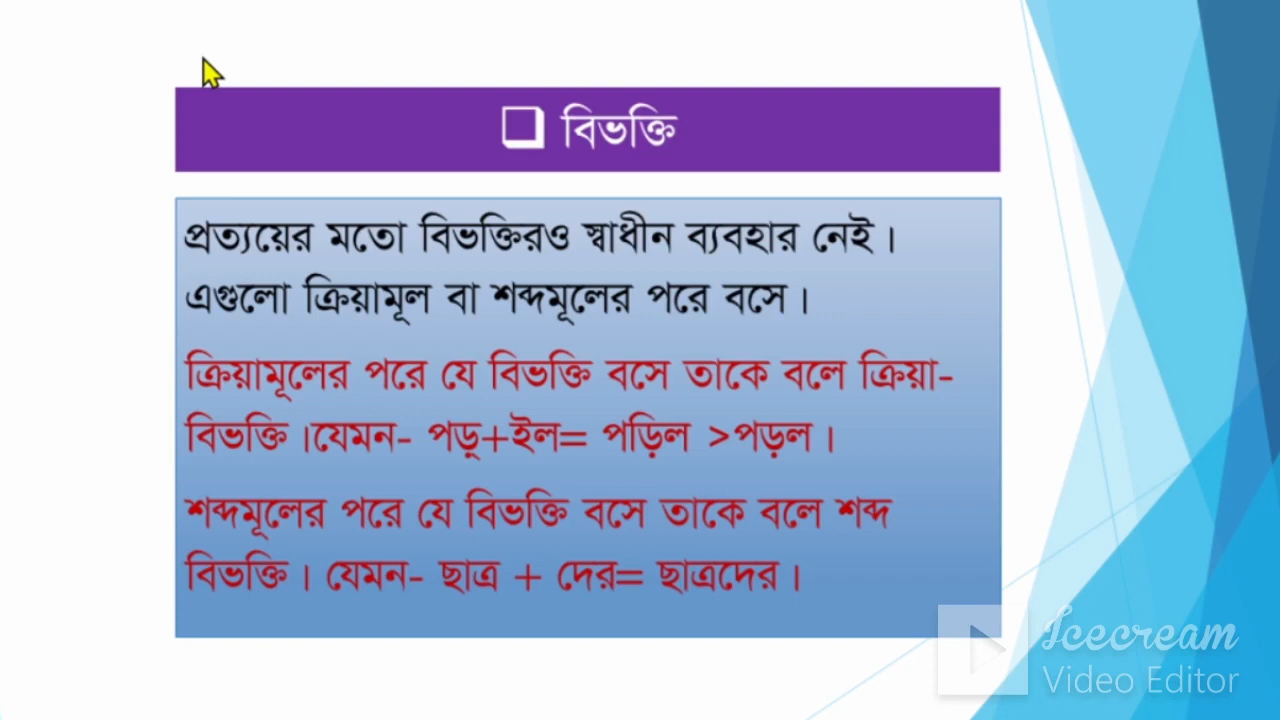 ❑ বিভক্তি
প্রত্যয়ের মতো বিভক্তিরও স্বাধীন ব্যবহার নেই।
এগুলো ক্রিয়ামূল বা শব্দমূলের পরে বসে।
ক্রিয়ামূলের পরে যে বিভক্তি বসে তাকে বলে ক্রিয়া-
বিভক্তি।যেমন- পড়্+ইল= পড়িল >পড়ল।
শব্দমূলের পরে যে বিভক্তি বসে তাকে বলে শব্দ
বিভক্তি। যেমন- ছাত্র + দের= ছাত্রদের।
Icecream
Video Editor